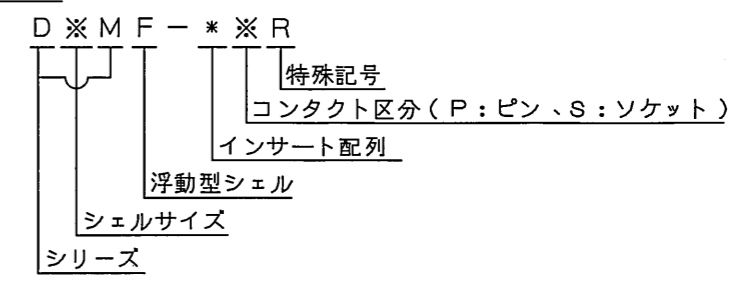 D※MF－*※R
特殊記号
コンタクト区分（P：ピン、S：ソケット）
インサート配列
浮動型シェル
シェルサイズ
シリーズ